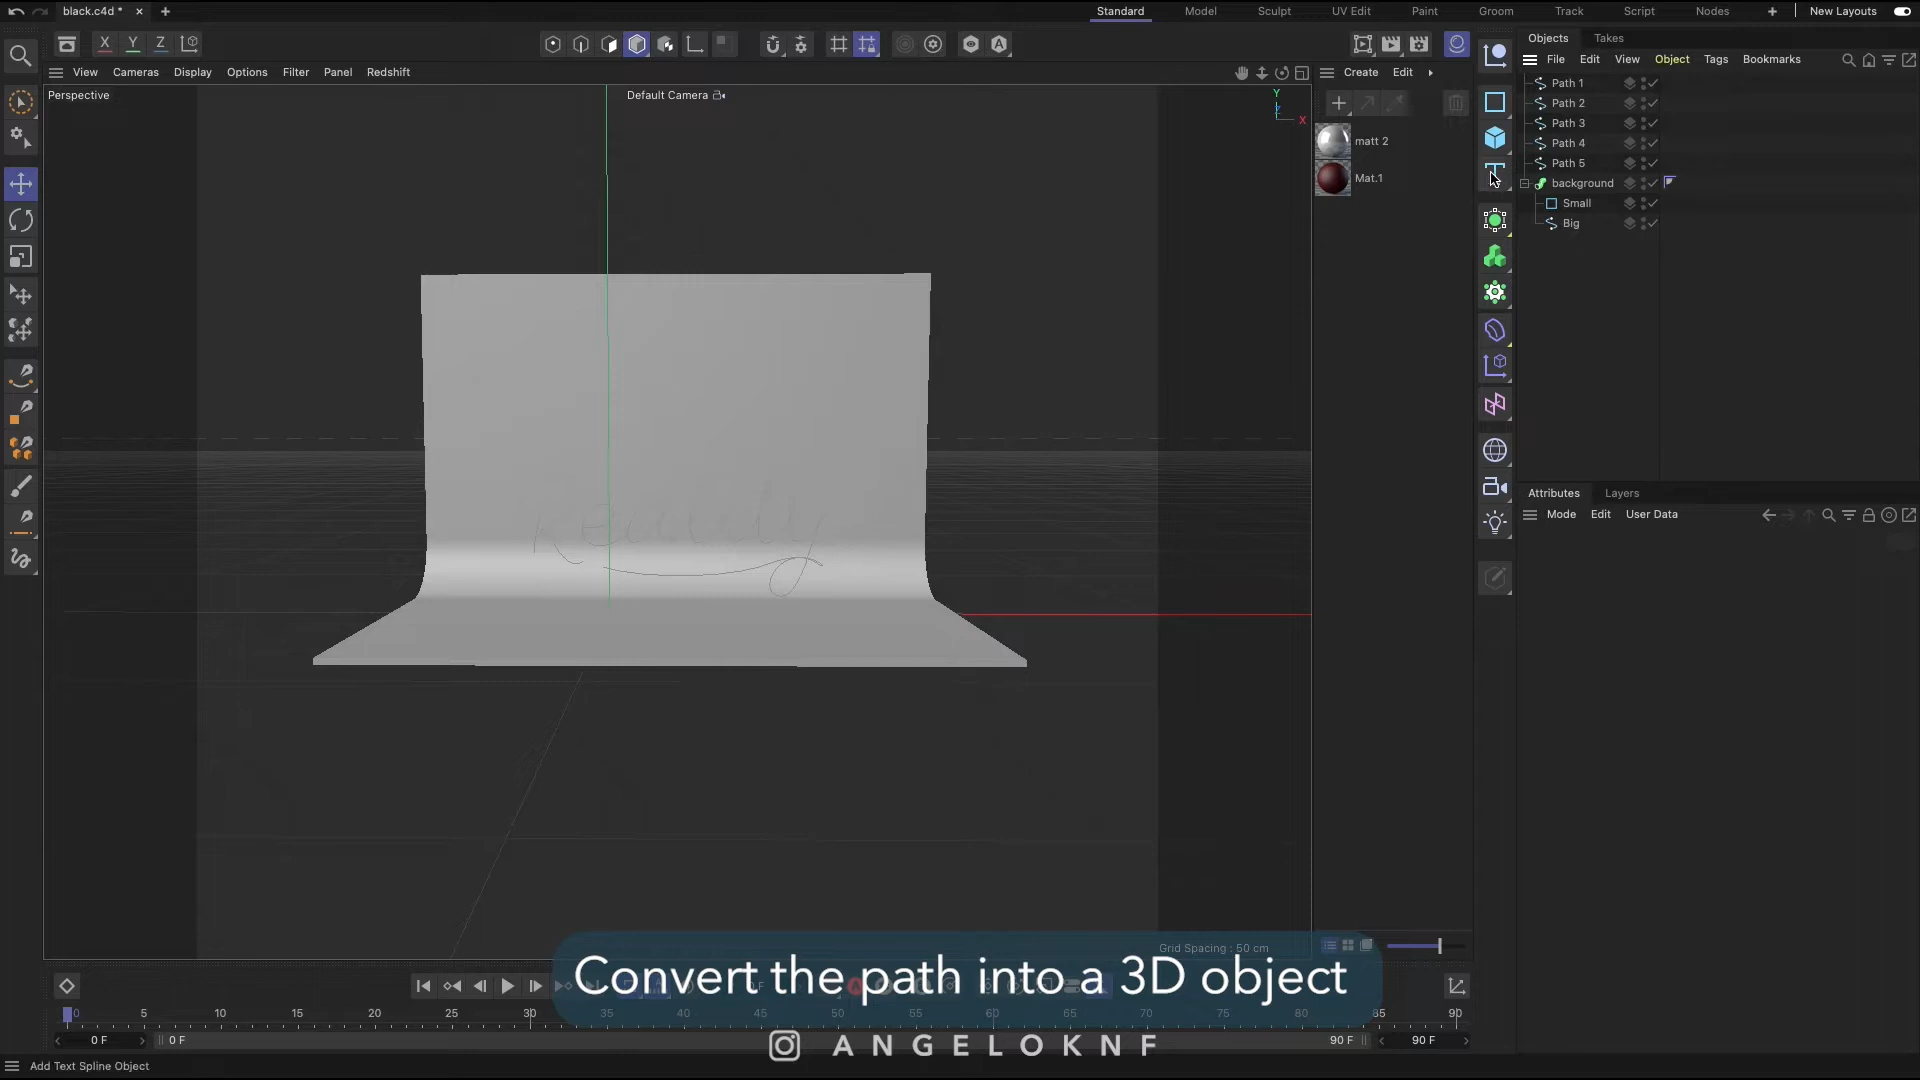 black.c4d *
Standard
Model
Sculpt
UV Edit
Paint
Groom
Track
Script
Nodes
New Layouts
X
Y
Z
View
Cameras
Display
Options
Filter
Panel
Redshift
Create
Edit
Objects
Takes
File
Edit
View
Object
Tags
Bookmarks
Perspective
Default Camera
Y
Z
X
matt 2
Mat.1
Path 1
Path 2
Path 3
Path 4
Path 5
background
Small
Big
Really
Attributes
Layers
Mode
Edit
User Data
Grid Spacing : 50 cm
Convert the path into a 3D object
0
5
10
15
20
25
30
35
40
45
50
55
60
65
70
75
80
85
90
0 F
0 F
90 F
90 F
ANGELOKNF
Add Text Spline Object